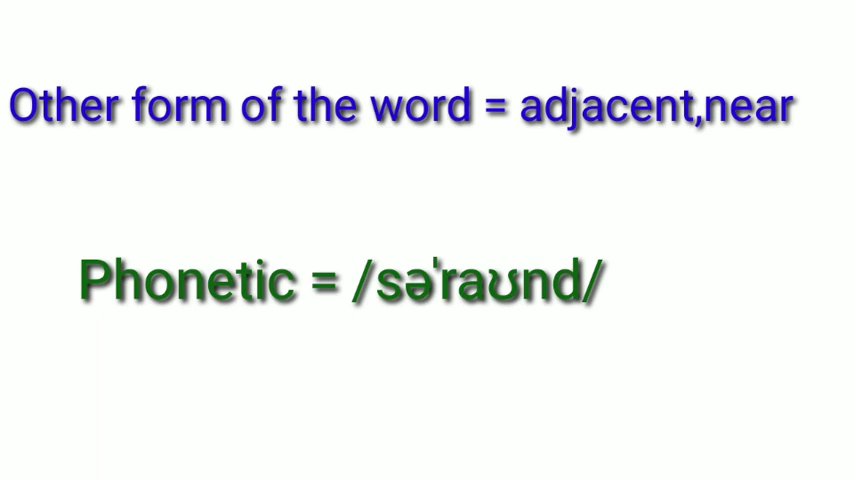 Other form of the word = adjacent,near
Phonetic = /səˈraʊnd/